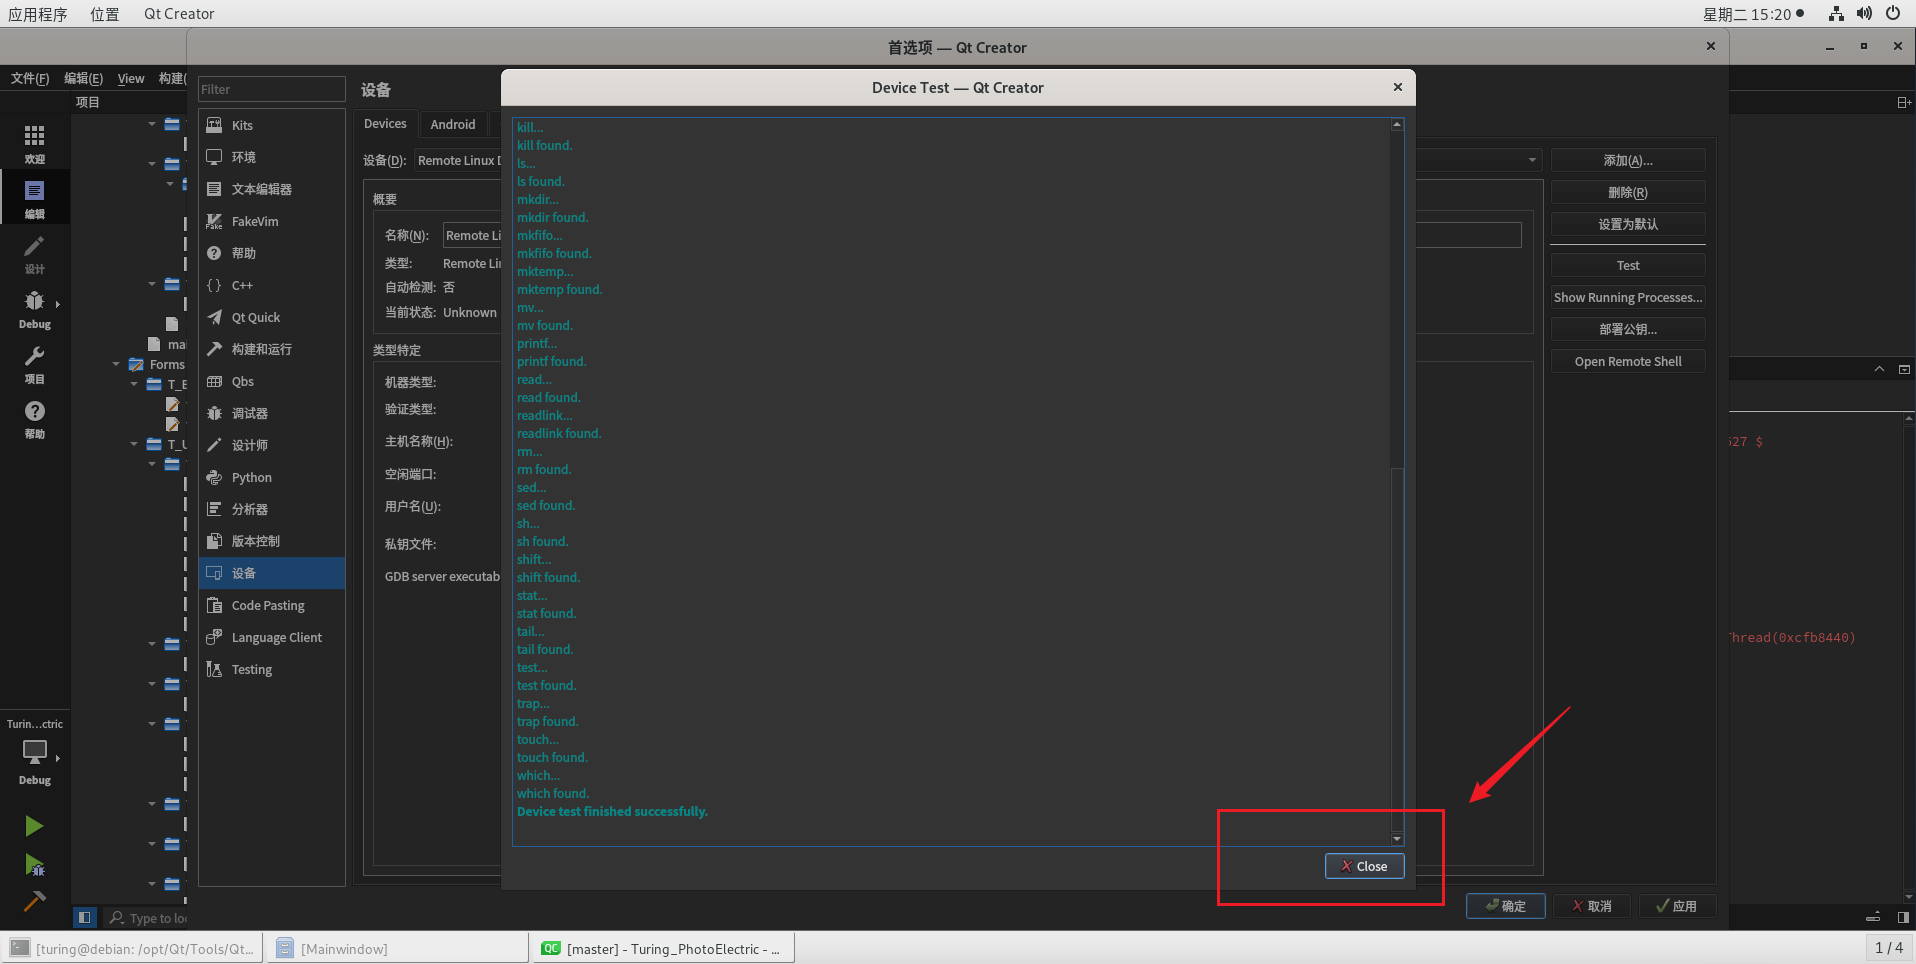 应用程序 位置 Qt Creator 星期二 15:20
首选项 — Qt Creator
文件(F) 编辑(E) View 构建(
项目
欢迎
编辑
设计
Debug
项目
帮助
Turin...ctric
Debug
mai
Forms
T_E
T_U
Type to loc
Filter
Kits
环境
文本编辑器
FakeVim
帮助
C++
Qt Quick
构建和运行
Qbs
调试器
设计师
Python
分析器
版本控制
设备
Code Pasting
Language Client
Testing
设备
Devices Android
设备(D): Remote Linux D
概要
名称(N): Remote Li
类型: Remote Lin
自动检测: 否
当前状态: Unknown
类型特定
机器类型:
验证类型:
主机名称(H):
空闲端口:
用户名(U):
私钥文件:
GDB server executab
Device Test — Qt Creator
kill...
kill found.
ls...
ls found.
mkdir...
mkdir found.
mkfifo...
mkfifo found.
mktemp...
mktemp found.
mv...
mv found.
printf...
printf found.
read...
read found.
readlink...
readlink found.
rm...
rm found.
sed...
sed found.
sh...
sh found.
shift...
shift found.
stat...
stat found.
tail...
tail found.
test...
test found.
trap...
trap found.
touch...
touch found.
which...
which found.
Device test finished successfully.
Close
添加(A)...
删除(R)
设置为默认
Test
Show Running Processes...
部署公钥...
Open Remote Shell
确定 取消 应用
527 $
Thread(0xcfb8440)
[turing@debian: /opt/Qt/Tools/Qt... [Mainwindow] QC [master] - Turing_PhotoElectric - ... 1 / 4